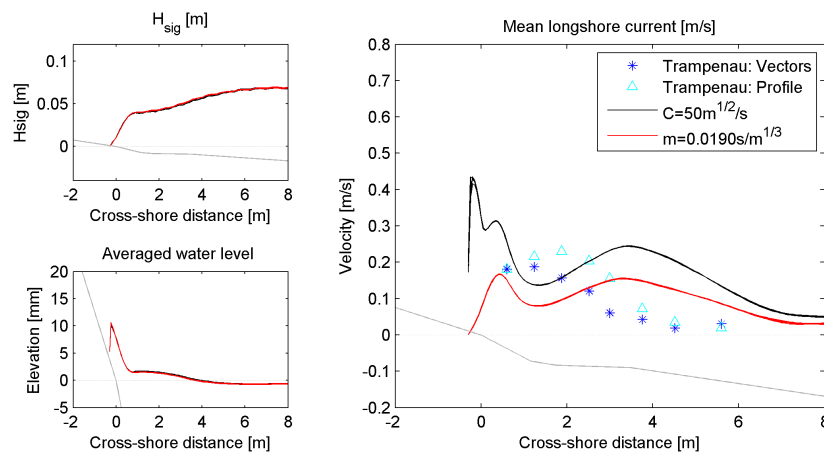 H_sig [m]
0.1
0.05
0
Hsig [m]
-2 0 2 4 6 8
Cross-shore distance [m]
Averaged water level
20
15
10
5
0
-5
Elevation [mm]
-2 0 2 4 6 8
Cross-shore distance [m]
Mean longshore current [m/s]
0.8
0.7
0.6
0.5
0.4
0.3
0.2
0.1
0
-0.1
-0.2
Velocity [m/s]
Trampenau: Vectors
Trampenau: Profile
C=50m^1/2/s
m=0.0190s/m^1/3
-2 0 2 4 6 8
Cross-shore distance [m]